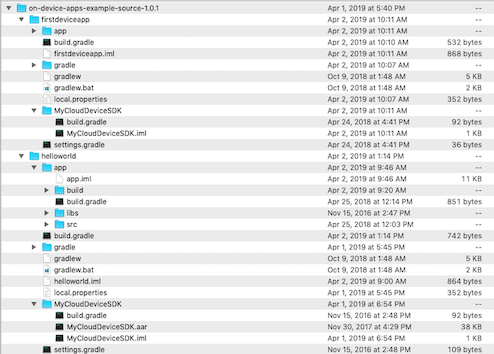 on-device-apps-example-source-1.0.1 Apr 1, 2019 at 5:40 PM --
firstdeviceapp Apr 2, 2019 at 10:11 AM --
app Apr 2, 2019 at 10:11 AM --
build.gradle Apr 2, 2019 at 10:10 AM 532 bytes
firstdeviceapp.iml Apr 2, 2019 at 10:11 AM 868 bytes
gradle Apr 2, 2019 at 10:07 AM --
gradlew Oct 9, 2018 at 1:48 AM 5 KB
gradlew.bat Oct 9, 2018 at 1:48 AM 2 KB
local.properties Apr 2, 2019 at 10:07 AM 352 bytes
MyCloudDeviceSDK Apr 2, 2019 at 10:11 AM --
build.gradle Apr 24, 2018 at 4:41 PM 92 bytes
MyCloudDeviceSDK.iml Apr 2, 2019 at 10:11 AM 1 KB
settings.gradle Apr 24, 2018 at 4:41 PM 36 bytes
helloworld Apr 2, 2019 at 1:14 PM --
app Apr 2, 2019 at 9:46 AM --
app.iml Apr 2, 2019 at 9:46 AM 11 KB
build Apr 2, 2019 at 9:20 AM --
build.gradle Apr 25, 2018 at 12:14 PM 851 bytes
libs Nov 15, 2016 at 2:47 PM --
src Apr 25, 2018 at 12:03 PM --
build.gradle Apr 2, 2019 at 1:14 PM 742 bytes
gradle Apr 1, 2019 at 5:45 PM --
gradlew Oct 9, 2018 at 1:48 AM 5 KB
gradlew.bat Oct 9, 2018 at 1:48 AM 2 KB
helloworld.iml Apr 2, 2019 at 9:00 AM 864 bytes
local.properties Apr 1, 2019 at 5:45 PM 352 bytes
MyCloudDeviceSDK Apr 1, 2019 at 6:54 PM --
build.gradle Nov 15, 2016 at 2:48 PM 92 bytes
MyCloudDeviceSDK.aar Nov 30, 2017 at 4:29 PM 38 KB
MyCloudDeviceSDK.iml Apr 1, 2019 at 6:54 PM 1 KB
settings.gradle Nov 15, 2016 at 2:48 PM 109 bytes